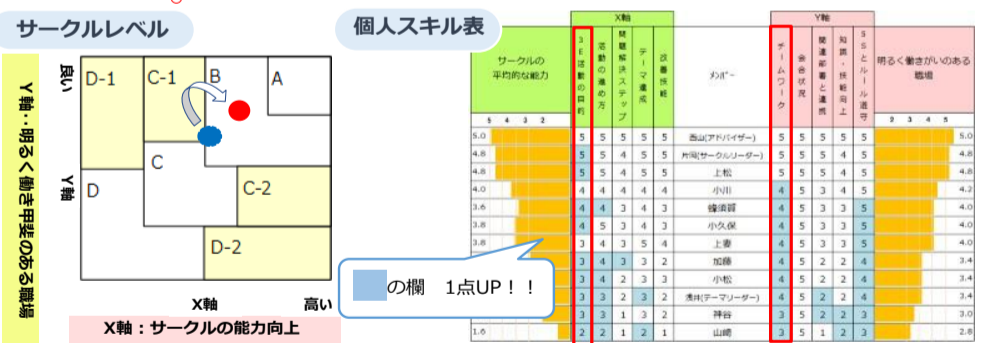 サークルレベル
個人スキル表
Y軸:明るく働き甲斐のある職場
良い
Y軸
D-1
C-1
B
A
C
D
C-2
D-2
X軸
高い
X軸：サークルの能力向上
X軸
Y軸
サークルの
平均的な能力
5 4 3 2
3E活動の目的
活動の進め方
問題解決ステップ
テーマ達成
改善技能
メンバー
チームワーク
会合状況
関連部署と連携
知識・技能向上
5Sとルール遵守
明るく働きがいのある
職場
2 3 4 5
5.0 5 5 5 5 5 西山(アドバイザー) 5 5 5 5 5 5.0
4.8 5 5 4 5 5 片岡(サークルリーダー) 5 5 5 4 5 4.8
4.8 5 5 4 5 5 上松 5 5 5 4 5 4.8
4.0 4 4 4 4 4 小川 4 5 3 4 5 4.2
3.6 4 4 3 4 3 蜂須賀 4 5 3 3 5 4.0
3.8 4 5 3 4 3 小久保 4 5 3 3 5 4.0
3.8 3 4 3 5 4 上妻 4 5 3 3 5 4.0
3 4 3 3 2 加藤 4 5 2 2 4 3.4
3 4 2 3 3 小松 4 5 2 2 4 3.4
3 3 2 3 2 浅井(テーマリーダー) 4 5 2 2 4 3.4
3 3 1 3 2 神谷 3 5 2 2 3 3.0
1.6 2 2 1 2 1 山崎 3 5 1 2 3 2.8
の欄　1点UP！！